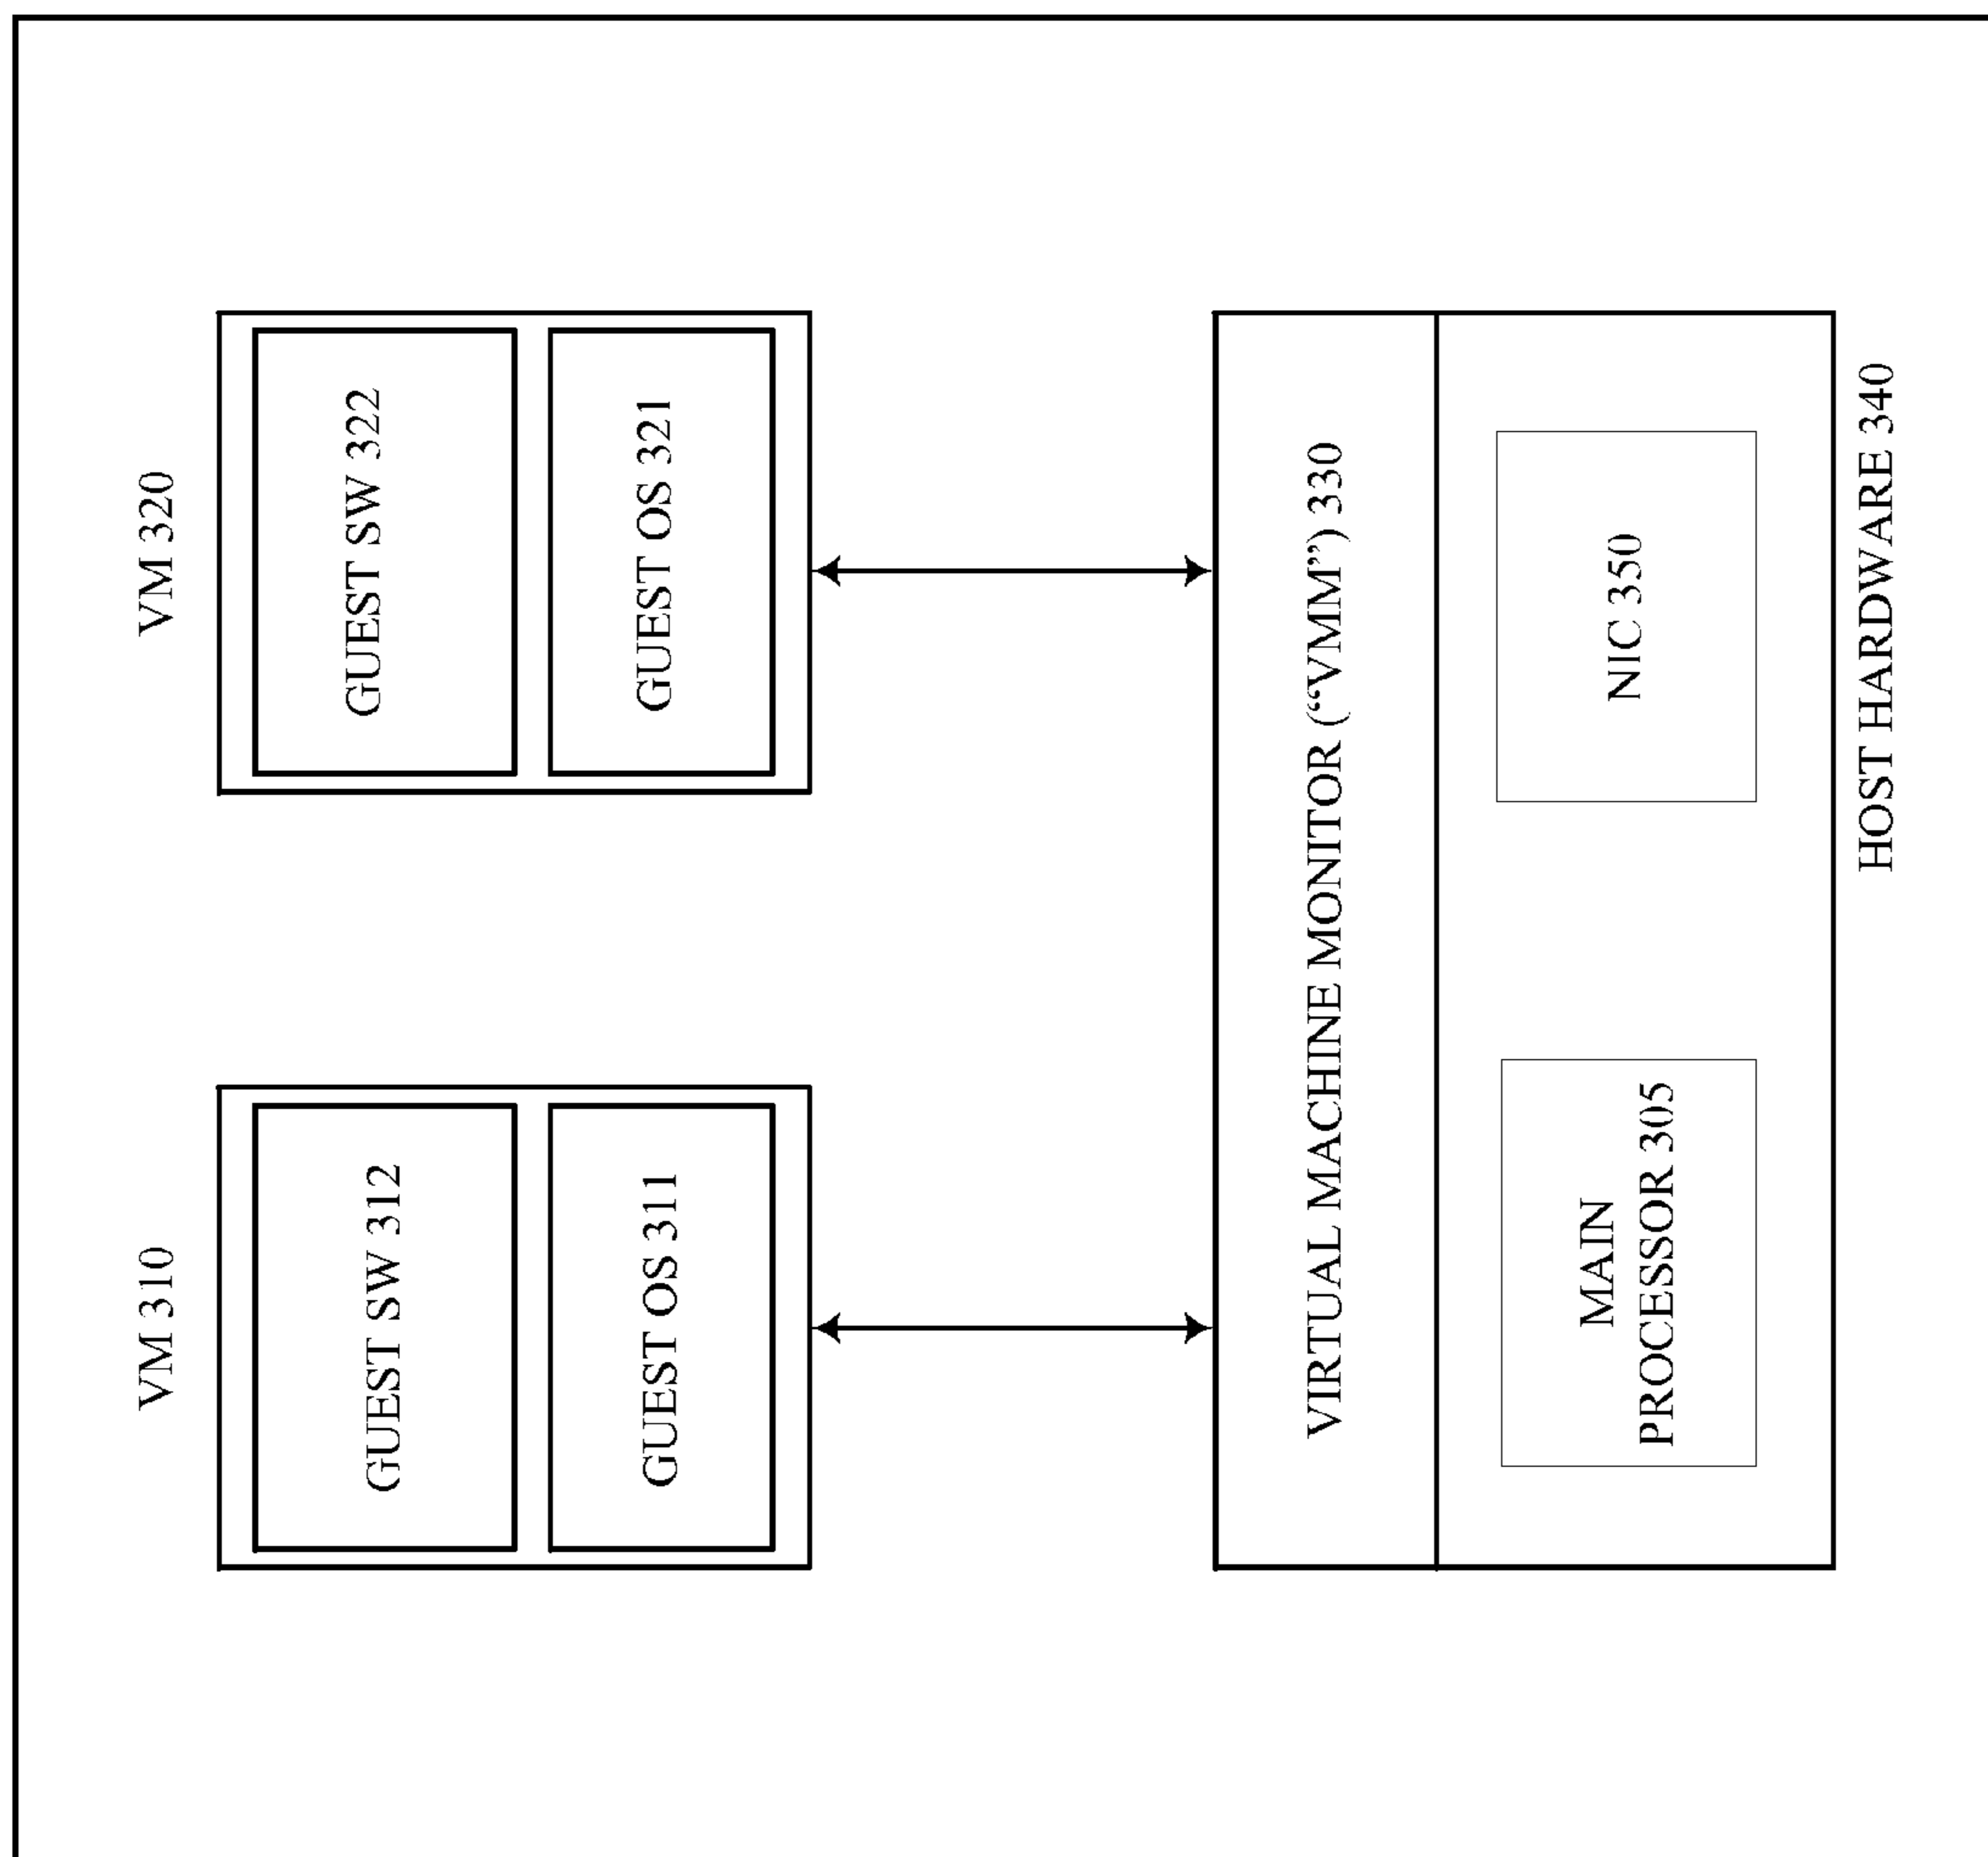 VM 310
VM 320
GUEST SW 312
GUEST SW 322
GUEST OS 311
GUEST OS 321
VIRTUAL MACHINE MONITOR (“VMM”) 330
MAIN
PROCESSOR 305
NIC 350
HOST HARDWARE 340